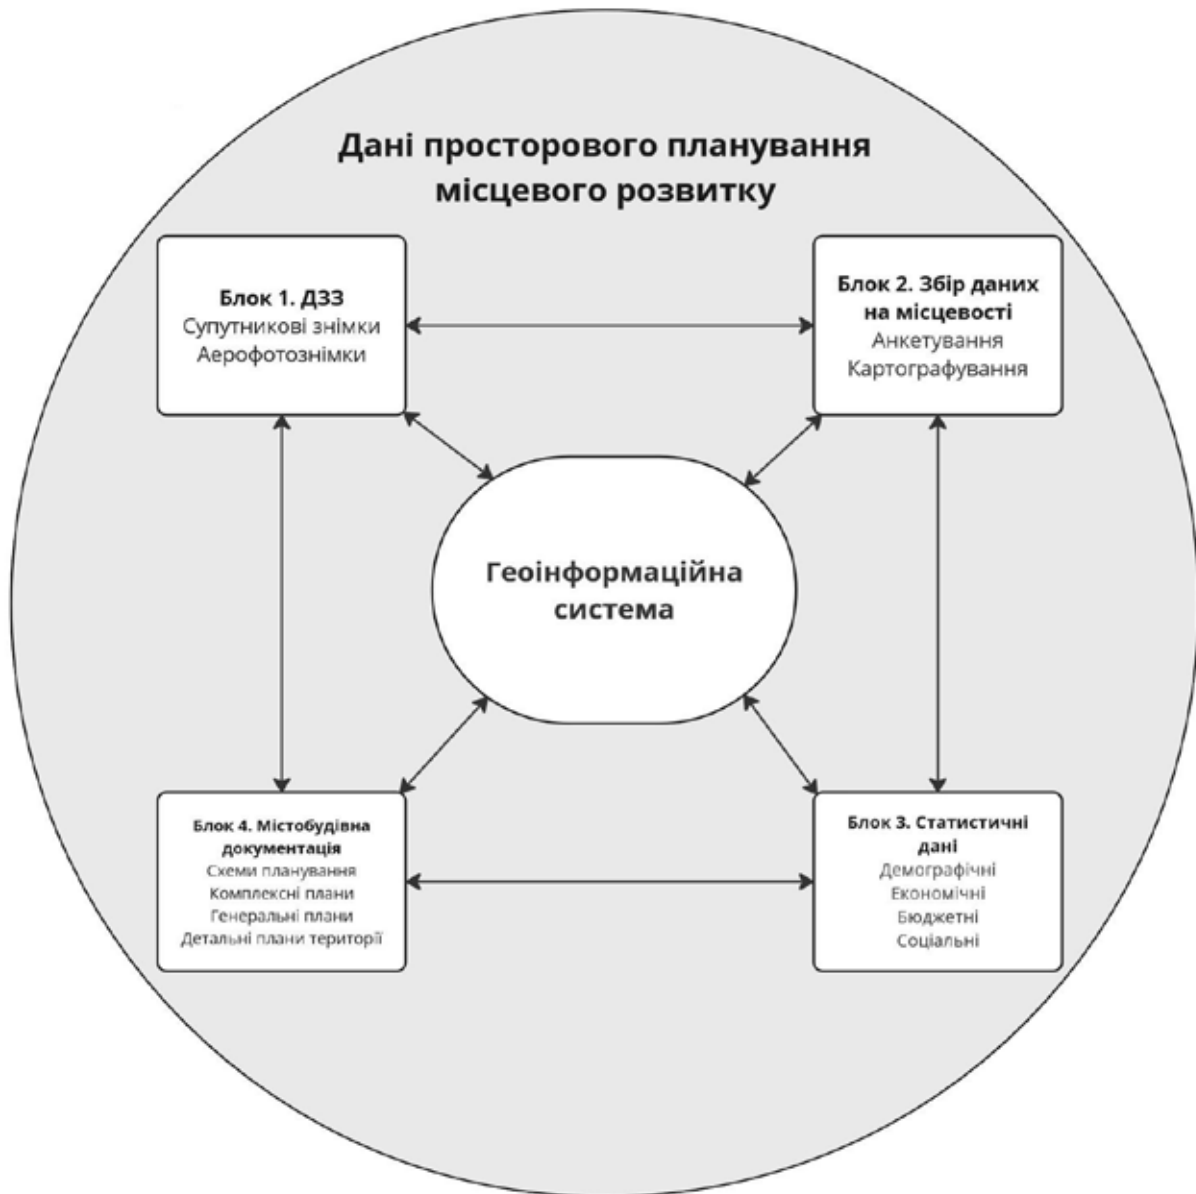 Дані просторового планування
місцевого розвитку
Блок 1. ДЗЗ
Супутникові знімки
Аерофотознімки
Блок 2. Збір даних
на місцевості
Анкетування
Картографування
Геоінформаційна
система
Блок 4. Містобудівна
документація
Схеми планування
Комплексні плани
Генеральні плани
Детальні плани території
Блок 3. Статистичні
дані
Демографічні
Економічні
Бюджетні
Соціальні